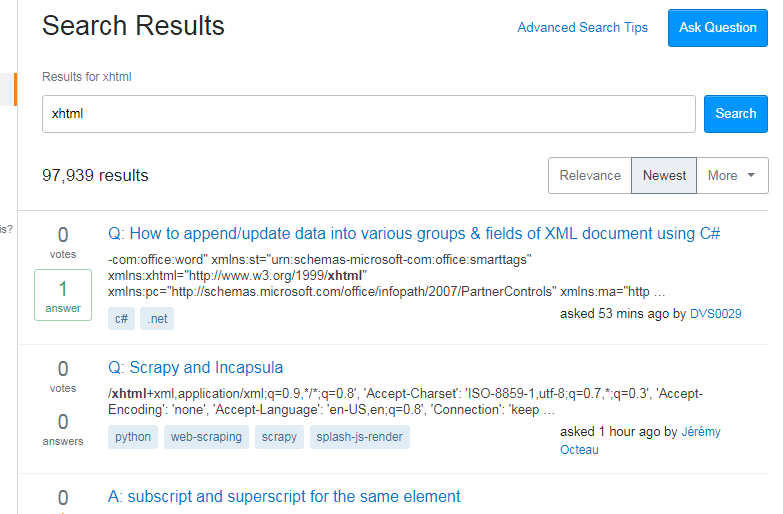 Search Results
Advanced Search Tips
Ask Question
Results for xhtml
xhtml
Search
97,939 results
Relevance
Newest
More
is?
0
votes
1
answer
Q: How to append/update data into various groups & fields of XML document using C#
-com:office:word" xmlns:st="urn:schemas-microsoft-com:office:smarttags"
xmlns:xhtml="http://www.w3.org/1999/xhtml"
xmlns:pc="http://schemas.microsoft.com/office/infopath/2007/PartnerControls" xmlns:ma="http ...
c#
.net
asked 53 mins ago by DVS0029
0
votes
0
answers
Q: Scrapy and Incapsula
/xhtml+xml,application/xml;q=0.9,*/*;q=0.8', 'Accept-Charset': 'ISO-8859-1,utf-8;q=0.7,*;q=0.3', 'Accept-
Encoding': 'none', 'Accept-Language': 'en-US,en;q=0.8', 'Connection': 'keep ...
python
web-scraping
scrapy
splash-js-render
asked 1 hour ago by Jérémy
Octeau
0
A: subscript and superscript for the same element